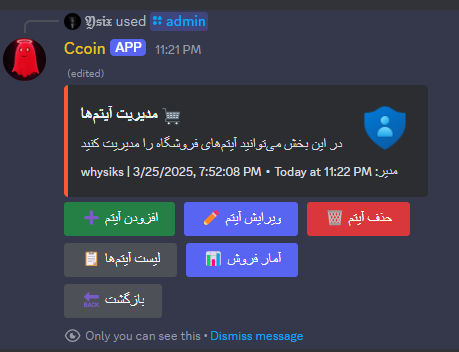 𝔜𝔰𝔦𝔵 used admin
Ccoin APP 11:21 PM
(edited)
مدیریت آیتم‌ها
در این بخش می‌توانید آیتم‌های فروشگاه را مدیریت کنید
مدیر: whysiks | 3/25/2025, 7:52:08 PM • Today at 11:22 PM
افزودن آیتم
ویرایش آیتم
حذف آیتم
لیست آیتم‌ها
آمار فروش
BACK بازگشت
Only you can see this • Dismiss message